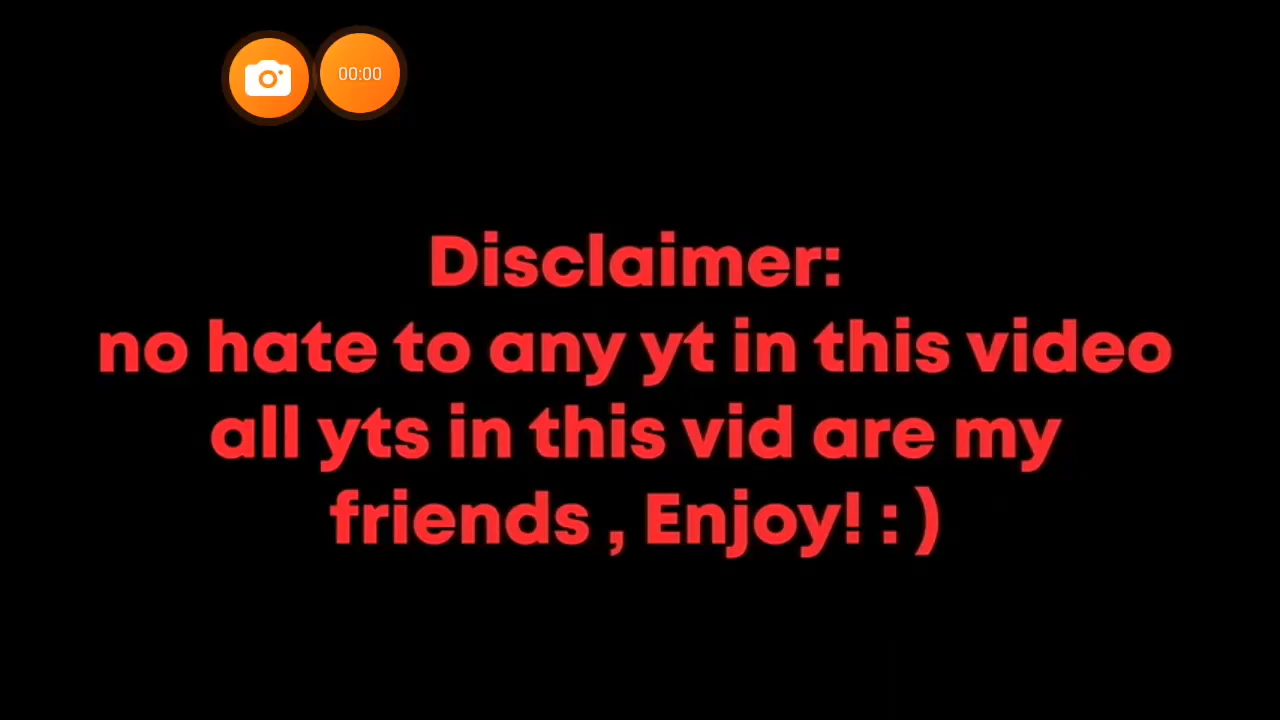 00:00
Disclaimer:
no hate to any yt in this video
all yts in this vid are my
friends , Enjoy! : )